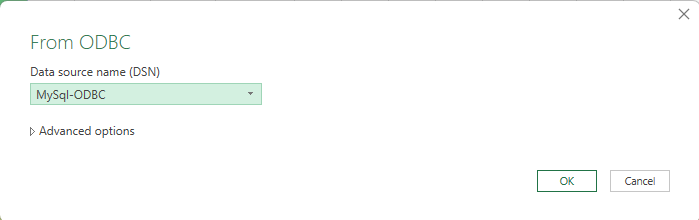 From ODBC
Data source name (DSN)
MySql-ODBC
Advanced options
OK
Cancel